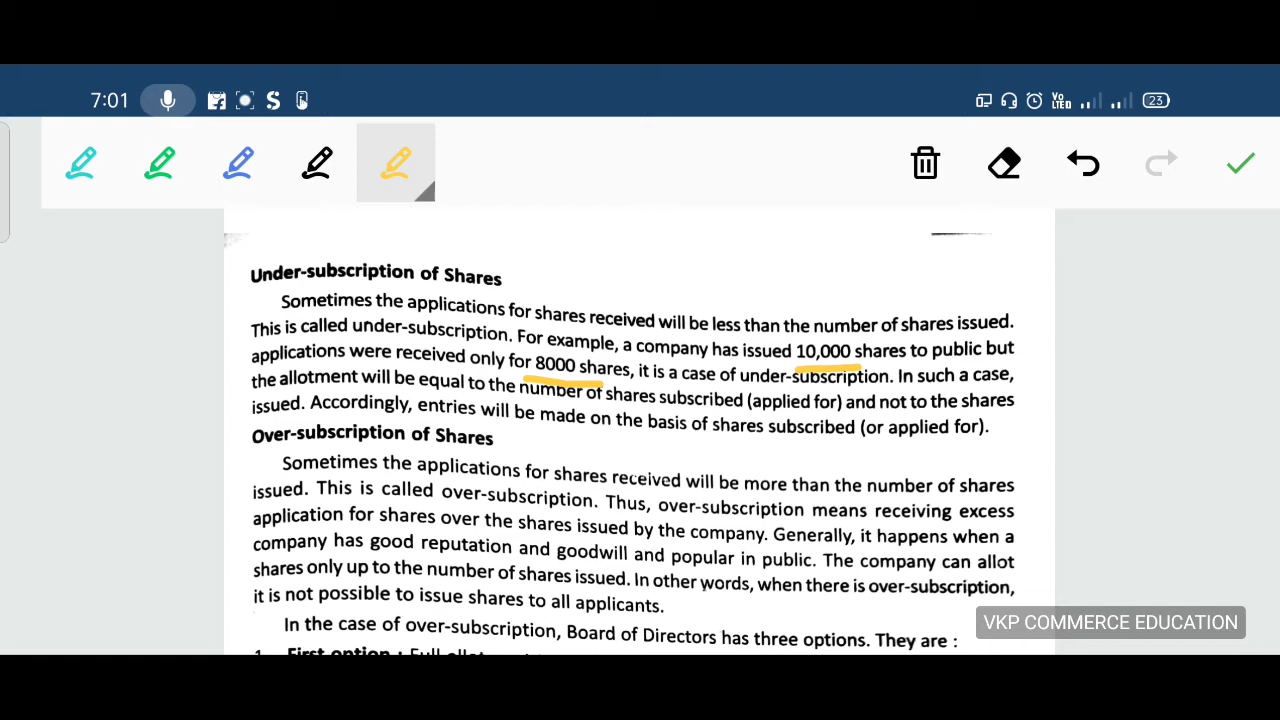 7:01
Vo LTED
23
Under-subscription of Shares
Sometimes the applications for shares received will be less than the number of shares issued.
This is called under-subscription. For example, a company has issued 10,000 shares to public but
applications were received only for 8000 shares, it is a case of under-subscription. In such a case,
the allotment will be equal to the number of shares subscribed (applied for) and not to the shares
issued. Accordingly, entries will be made on the basis of shares subscribed (or applied for).
Over-subscription of Shares
Sometimes the applications for shares received will be more than the number of shares
issued. This is called over-subscription. Thus, over-subscription means receiving excess
application for shares over the shares issued by the company. Generally, it happens when a
company has good reputation and goodwill and popular in public. The company can allot
shares only up to the number of shares issued. In other words, when there is over-subscription,
it is not possible to issue shares to all applicants.
VKP COMMERCE EDUCATION
In the case of over-subscription, Board of Directors has three options. They are :
1. First option : Full